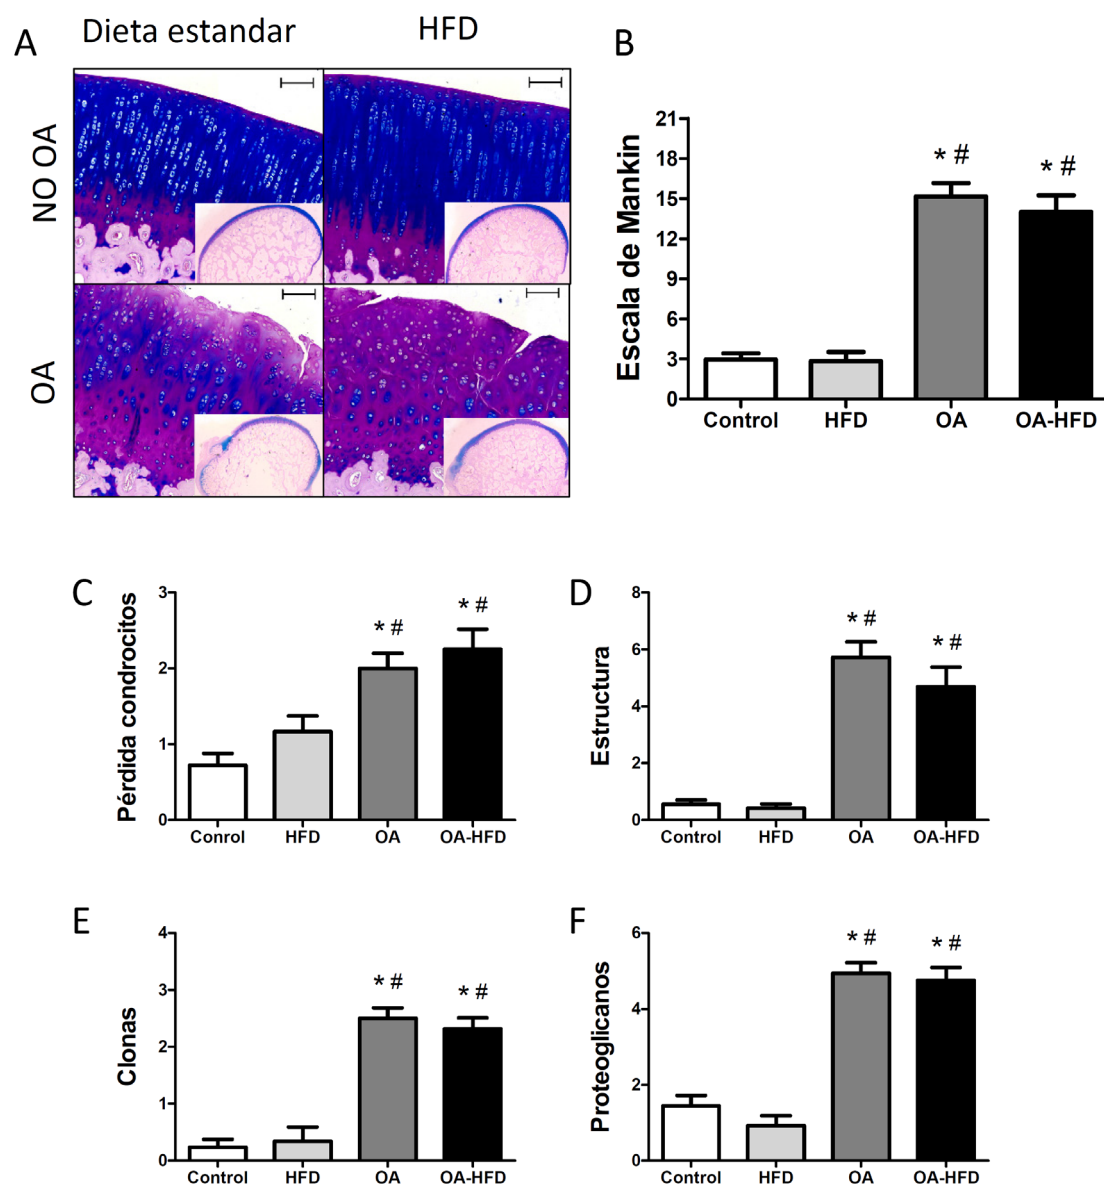 A
Dieta estandar
HFD
NO OA
OA
B
Escala de Mankin
21
18
15
12
9
6
3
0
* #
* #
Control
HFD
OA
OA-HFD
C
Pérdida condrocitos
3
2
1
0
* #
* #
Conrol
HFD
OA
OA-HFD
D
Estructura
8
6
4
2
0
* #
* #
Control
HFD
OA
OA-HFD
E
Clonas
4
3
2
1
0
* #
* #
Control
HFD
OA
OA-HFD
F
Proteoglicanos
6
4
2
0
* #
* #
Control
HFD
OA
OA-HFD